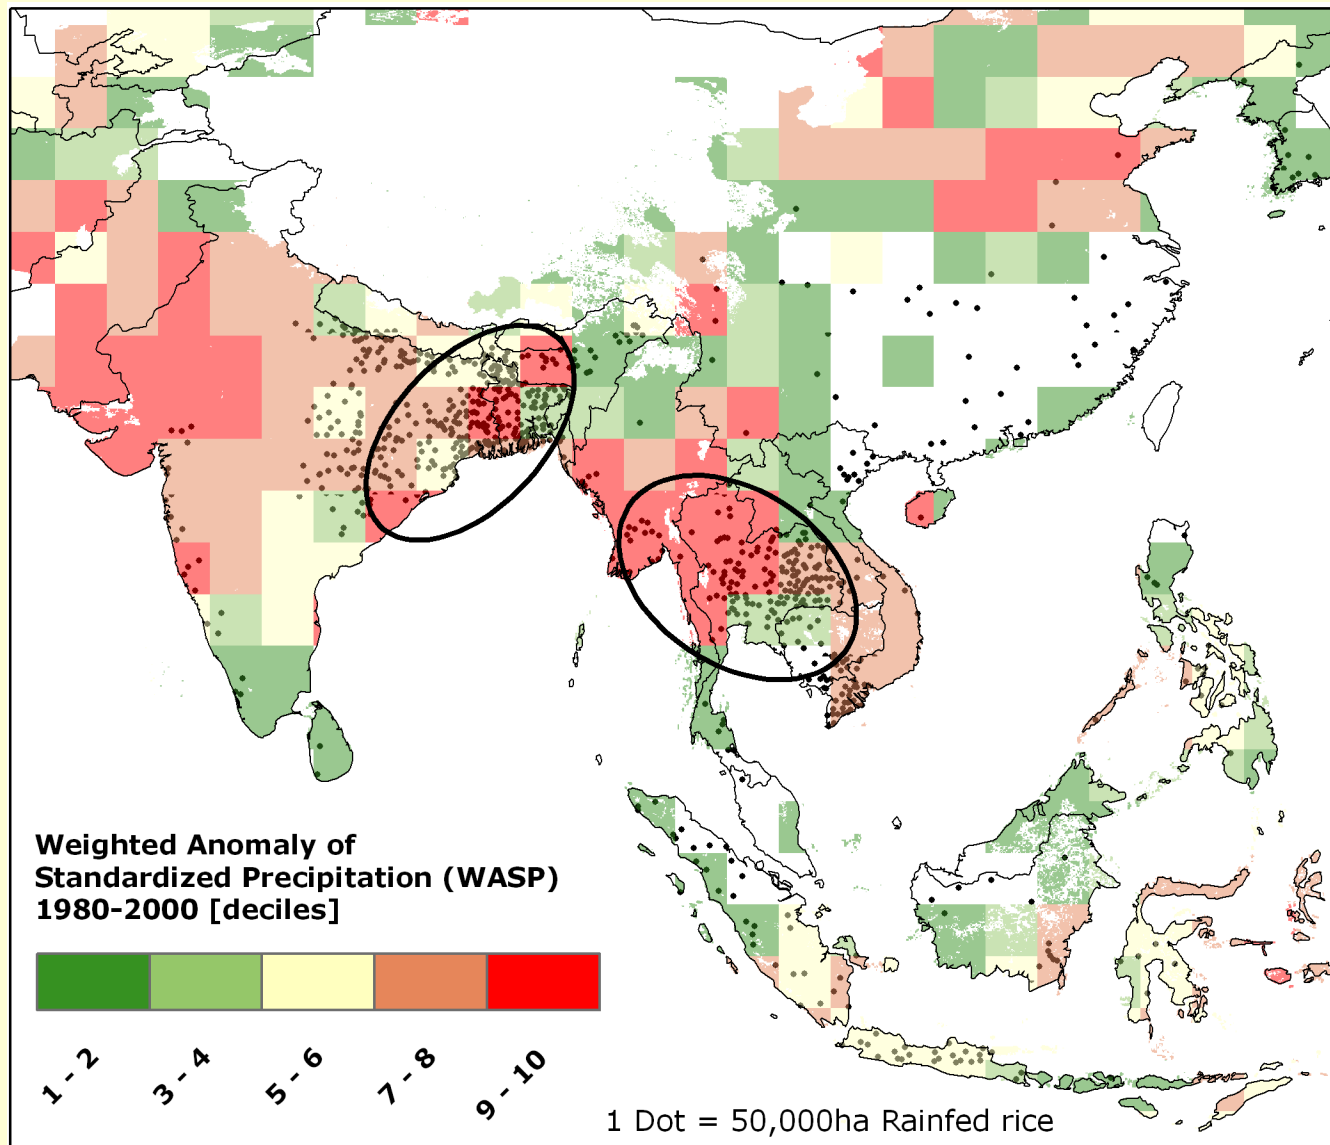 Weighted Anomaly of
Standardized Precipitation (WASP)
1980-2000 [deciles]
1 - 2
3 - 4
5 - 6
7 - 8
9 - 10
1 Dot = 50,000ha Rainfed rice